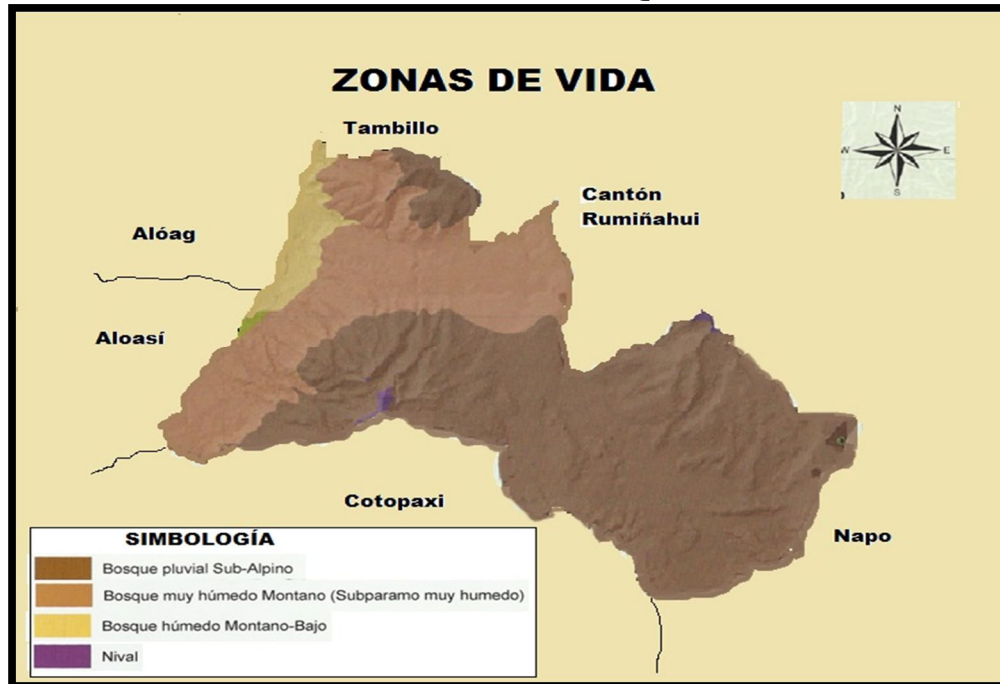 ZONAS DE VIDA
Tambillo
N
W
E
S
Cantón
Rumiñahui
Alóag
Aloasí
Cotopaxi
Napo
SIMBOLOGÍA
Bosque pluvial Sub-Alpino
Bosque muy húmedo Montano (Subparamo muy humedo)
Bosque húmedo Montano-Bajo
Nival